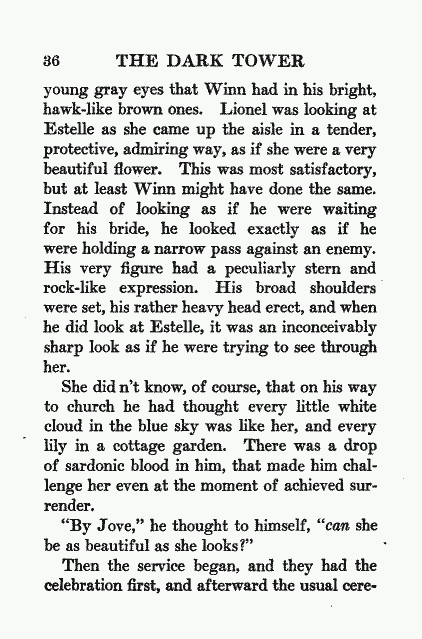 36 THE DARK TOWER
young gray eyes that Winn had in his bright,
hawk-like brown ones. Lionel was looking at
Estelle as she came up the aisle in a tender,
protective, admiring way, as if she were a very
beautiful flower. This was most satisfactory,
but at least Winn might have done the same.
Instead of looking as if he were waiting
for his bride, he looked exactly as if he
were holding a narrow pass against an enemy.
His very figure had a peculiarly stern and
rock-like expression. His broad shoulders
were set, his rather heavy head erect, and when
he did look at Estelle, it was an inconceivably
sharp look as if he were trying to see through
her.
She did n't know, of course, that on his way
to church he had thought every little white
cloud in the blue sky was like her, and every
lily in a cottage garden. There was a drop
of sardonic blood in him, that made him chal-
lenge her even at the moment of achieved sur-
render.
“By Jove,” he thought to himself, “can she
be as beautiful as she looks?”
Then the service began, and they had the
celebration first, and afterward the usual cere-